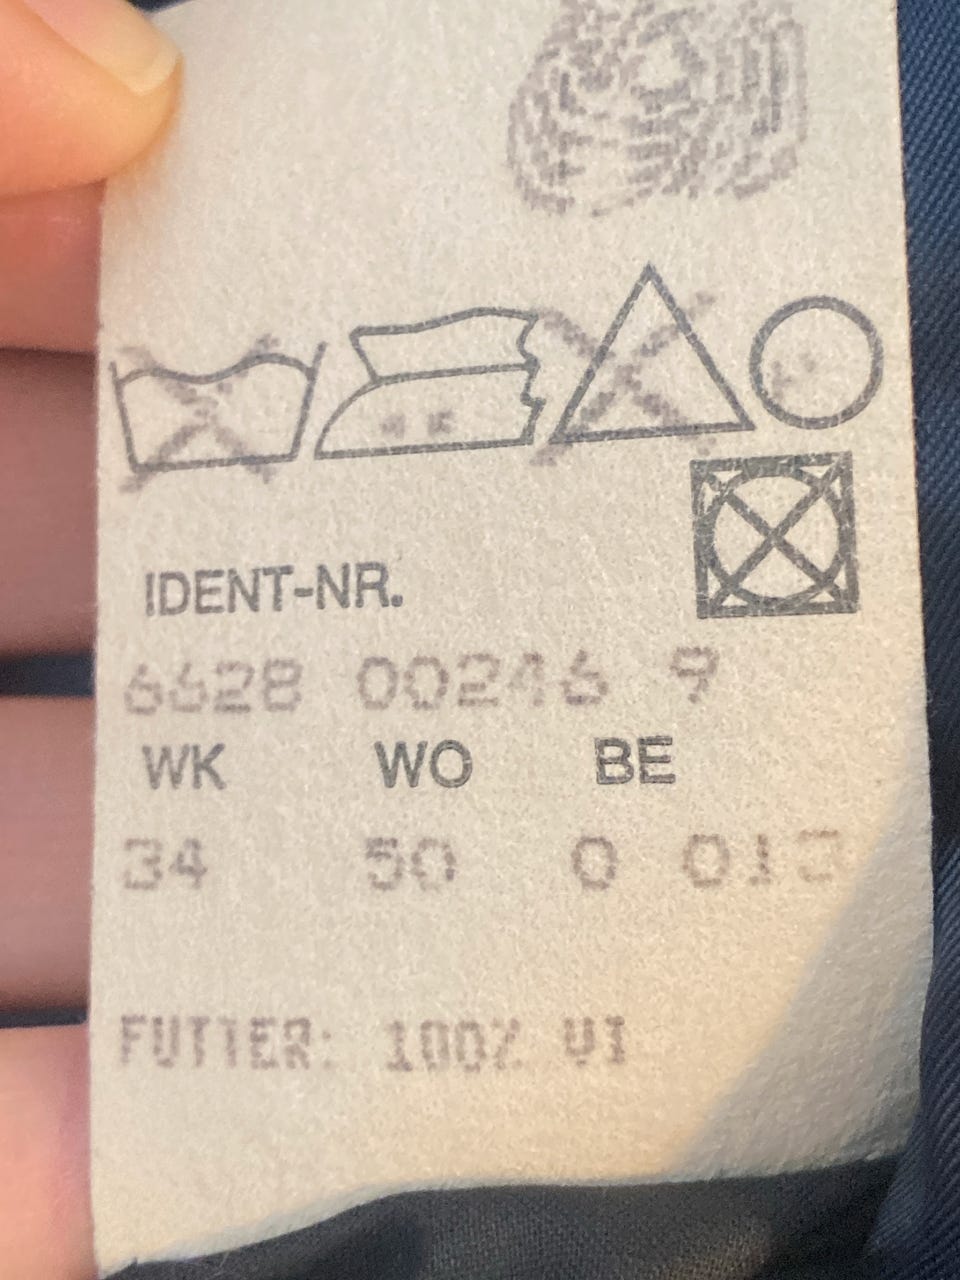 IDENT-NR.
6628 00246 9
WK WO BE
34 50 0 013
FUTTER: 100% VI